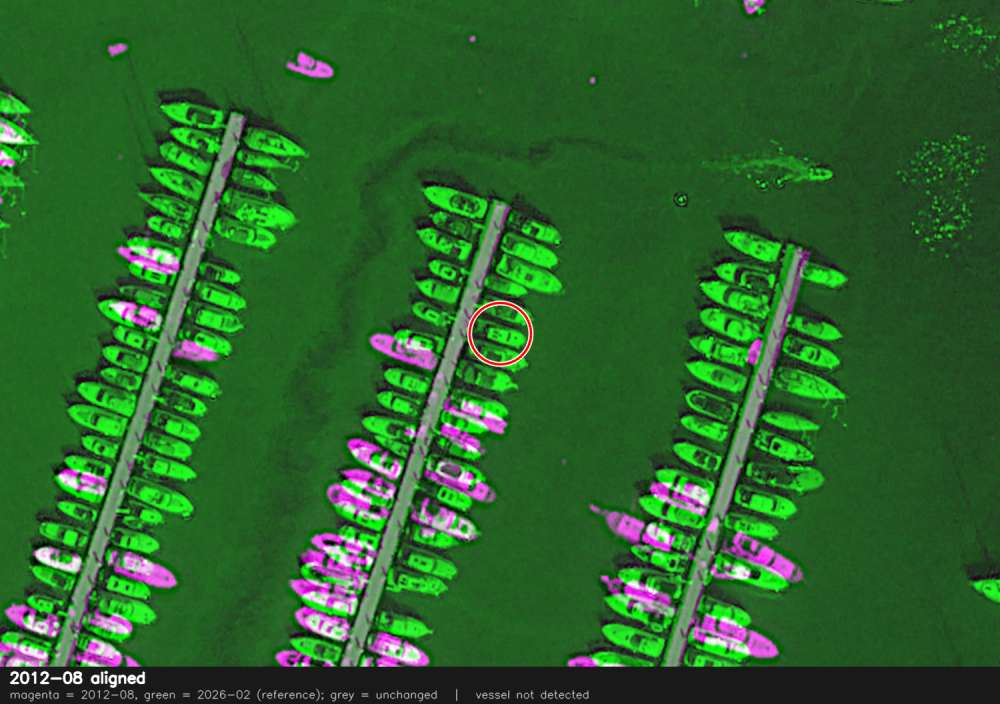 2012-08 aligned
magenta = 2012-08, green = 2026-02 (reference); grey = unchanged | vessel not detected